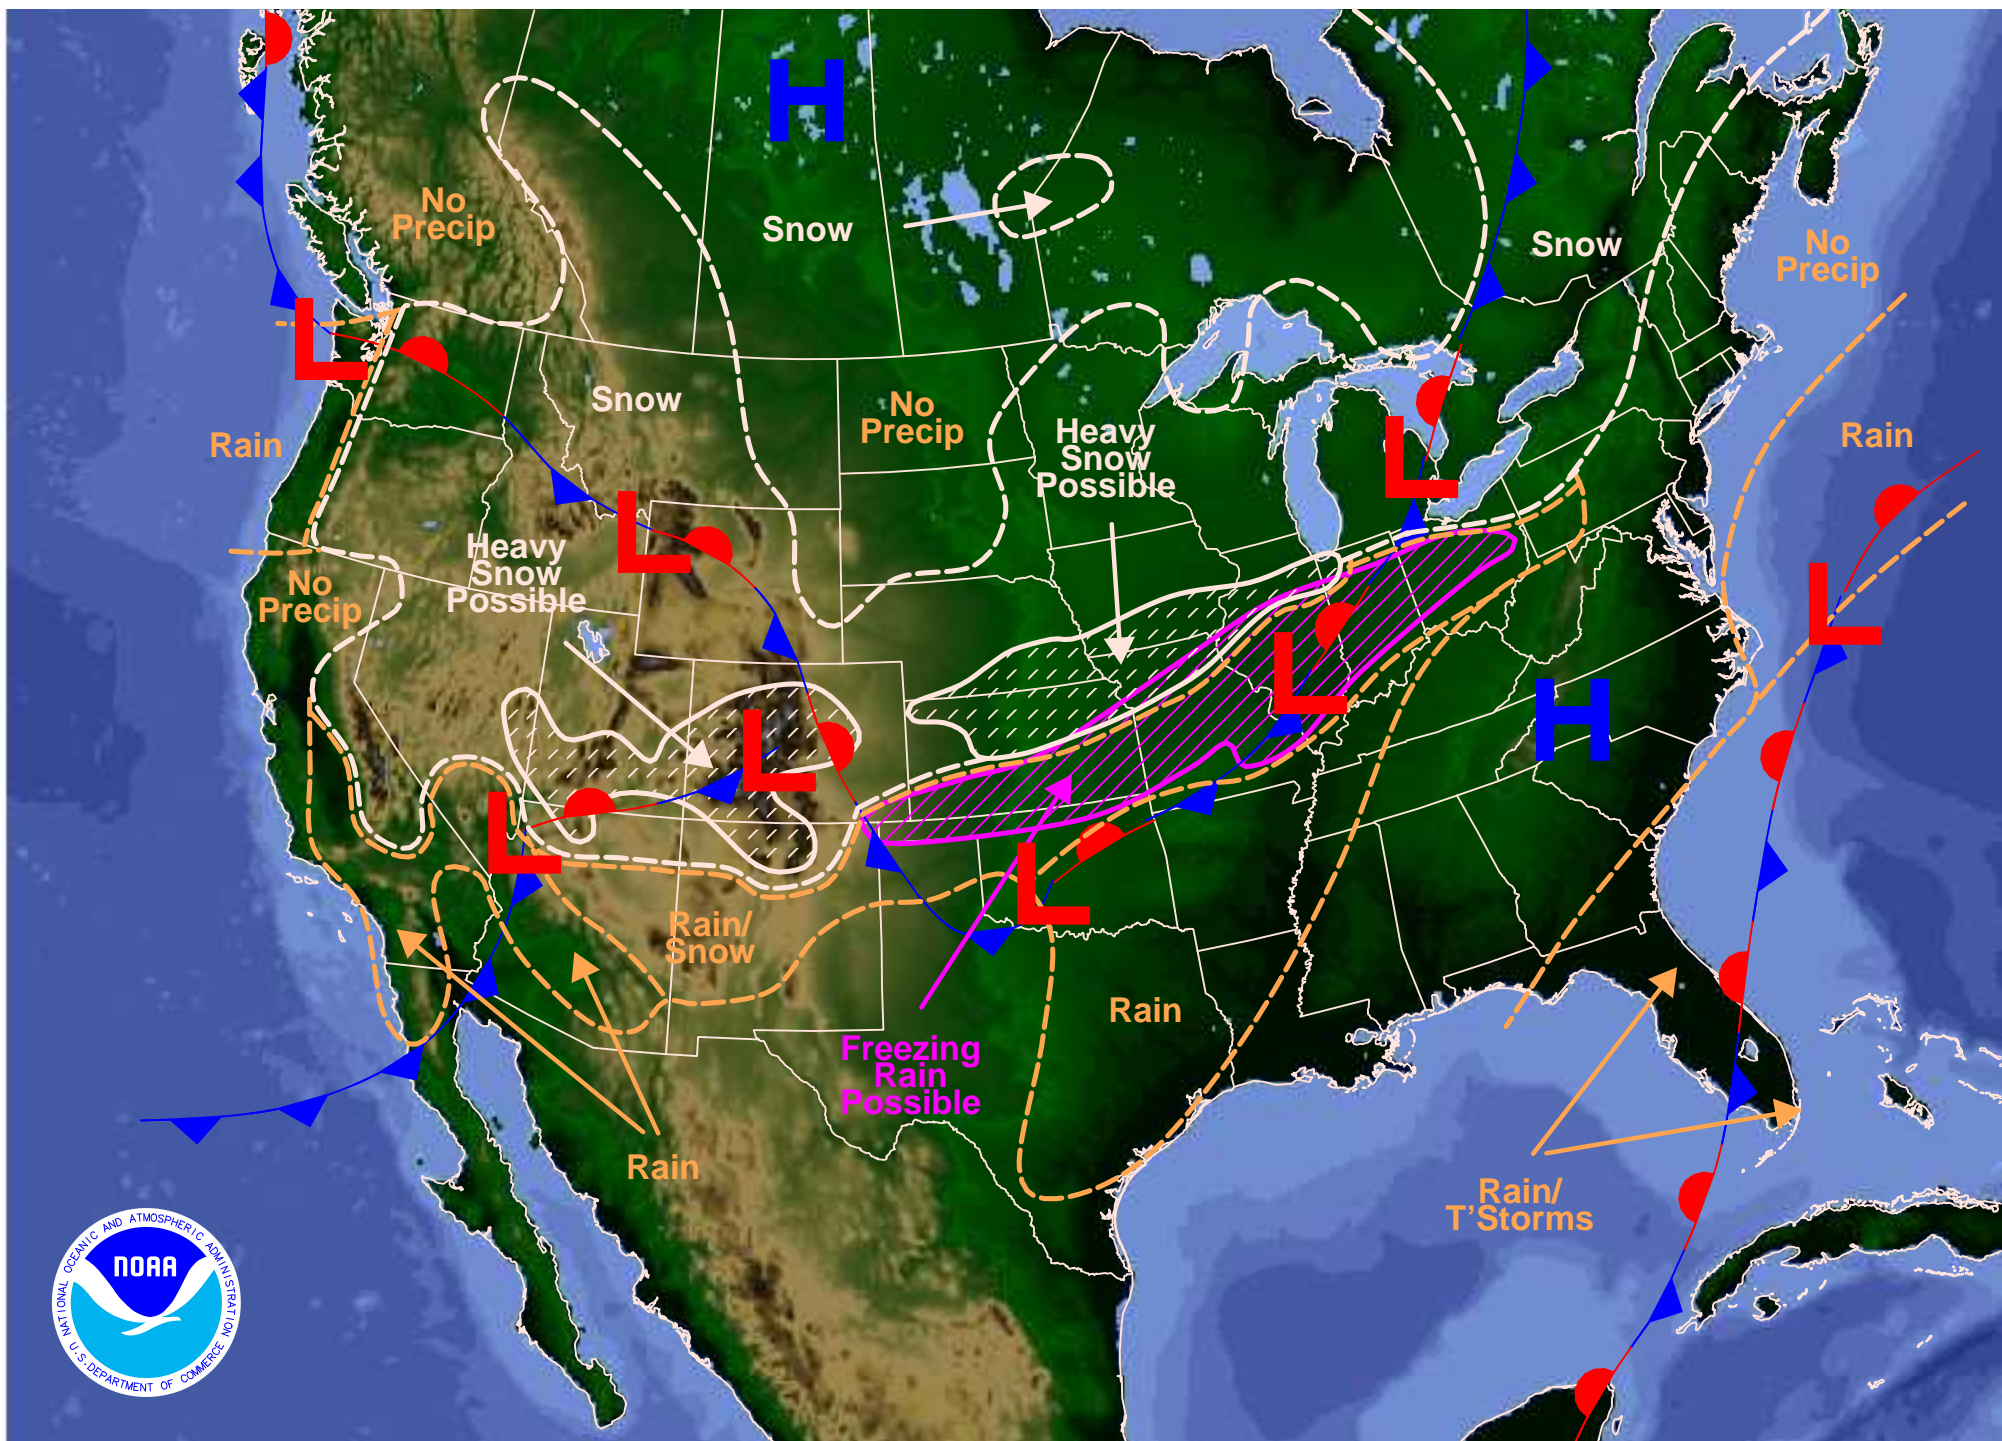 H
No
Precip
Snow
Snow
No
Precip
L
Snow
No
Precip
Heavy
Snow
Possible
Rain
Rain
L
L
Heavy
Snow
Possible
No
Precip
L
L
H
L
L
L
Rain/
Snow
Rain
Freezing
Rain
Possible
Rain
Rain/
T'Storms
NATIONAL OCEANIC AND ATMOSPHERIC ADMINISTRATION
NOAA
U.S. DEPARTMENT OF COMMERCE